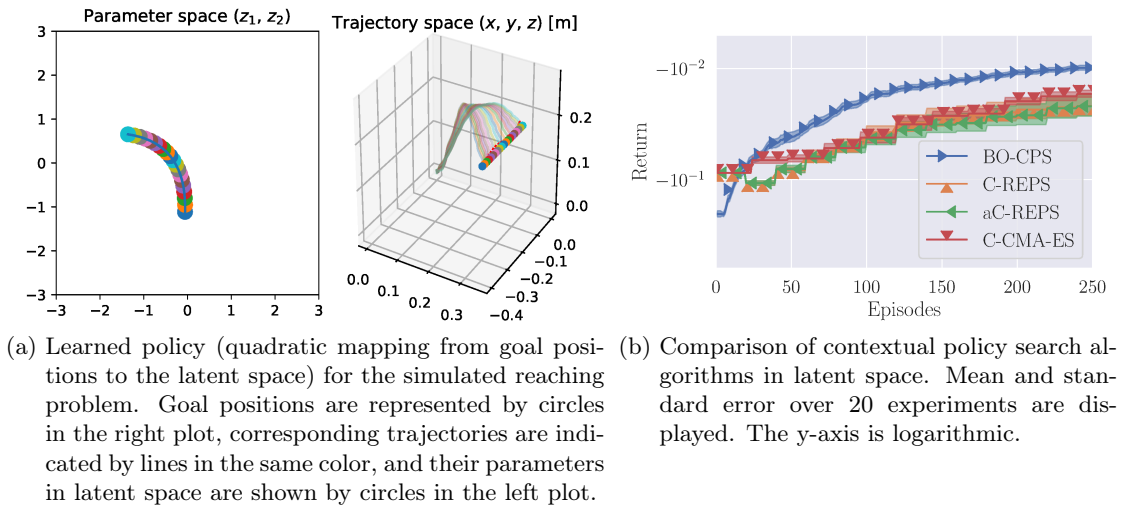 Parameter space (z1, z2)
3
2
1
0
−1
−2
−3
−3
−2
−1
0
1
2
3
Trajectory space (x, y, z) [m]
0.2
0.1
0.0
0.0
−0.1
−0.2
−0.3
−0.4
0.0
0.1
0.2
0.3
−10−2
−10−1
Return
BO-CPS
C-REPS
aC-REPS
C-CMA-ES
0
50
100
150
200
250
Episodes
(a) Learned policy (quadratic mapping from goal posi-
tions to the latent space) for the simulated reaching
problem. Goal positions are represented by circles
in the right plot, corresponding trajectories are indi-
cated by lines in the same color, and their parameters
in latent space are shown by circles in the left plot.
(b) Comparison of contextual policy search al-
gorithms in latent space. Mean and stan-
dard error over 20 experiments are dis-
played. The y-axis is logarithmic.